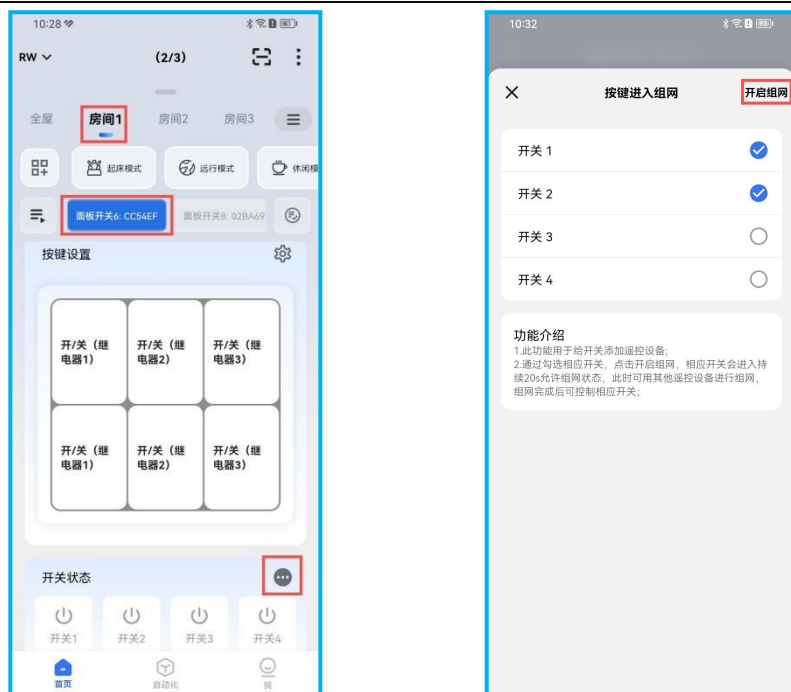 10:28
RW
(2/3)
全屋
房间1
房间2
房间3
起床模式
运行模式
休闲模
面板开关6: CC54EF
面板开关8: 02BA69
按键设置
开/关（继
电器1）
开/关（继
电器2）
开/关（继
电器3）
开/关（继
电器1）
开/关（继
电器2）
开/关（继
电器3）
开关状态
开关1
开关2
开关3
开关4
首页
自动化
我
10:32
按键进入组网
开启组网
开关 1
开关 2
开关 3
开关 4
功能介绍
1.此功能用于给开关添加遥控设备;
2.通过勾选相应开关，点击开启组网，相应开关会进入持
续20s允许组网状态，此时可用其他遥控设备进行组网，
组网完成后可控制相应开关;